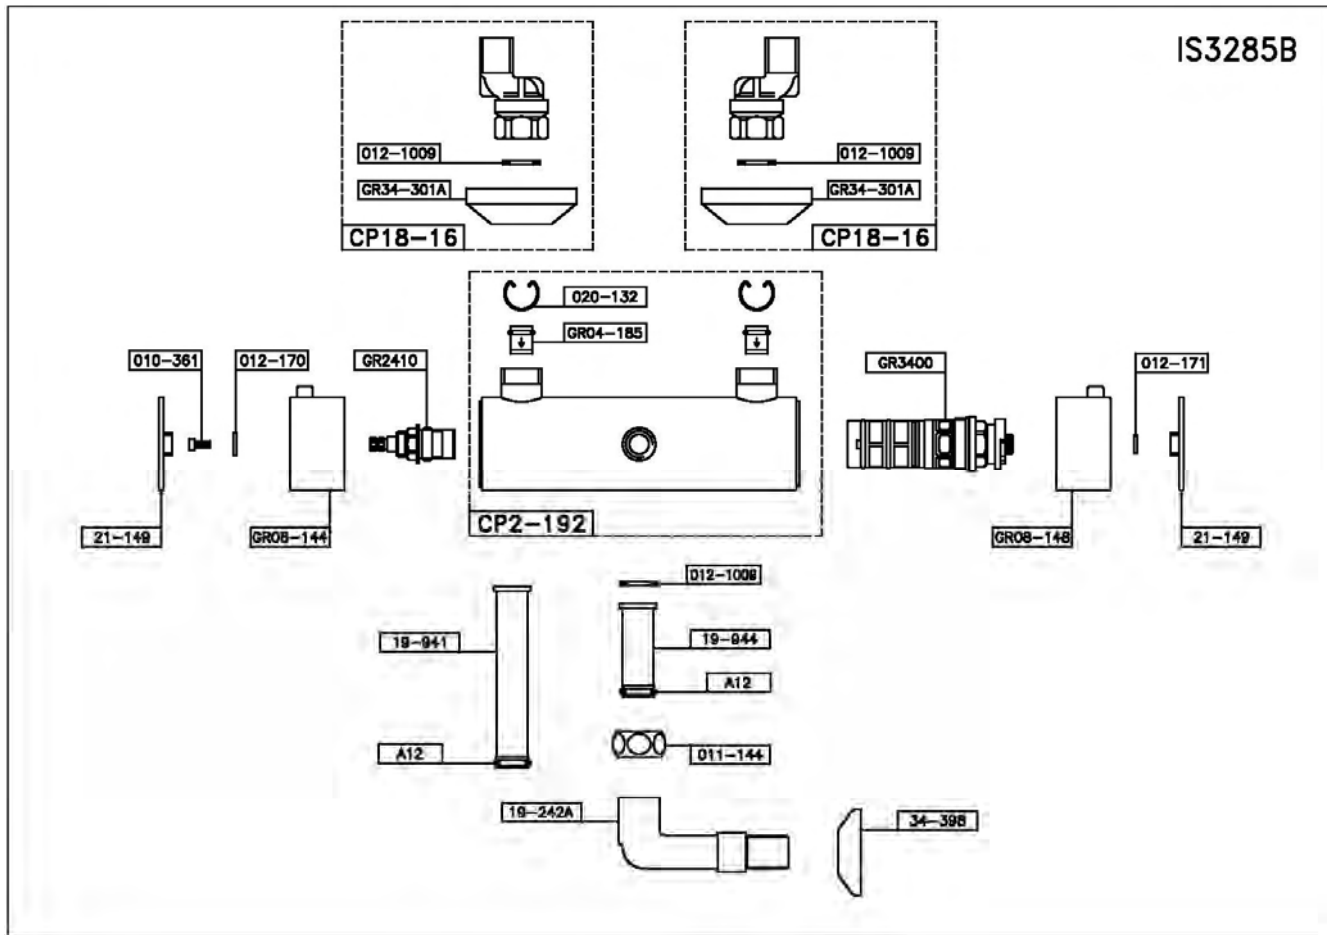 IS3285B
012-1009
012-1009
GR34-301A
GR34-301A
CP18-16
CP18-16
020-132
GR04-185
010-361
012-170
GR2410
GR3400
012-171
CP2-192
21-149
GR08-144
GR08-148
21-149
012-1009
19-941
19-944
A12
A12
011-144
19-242A
34-398